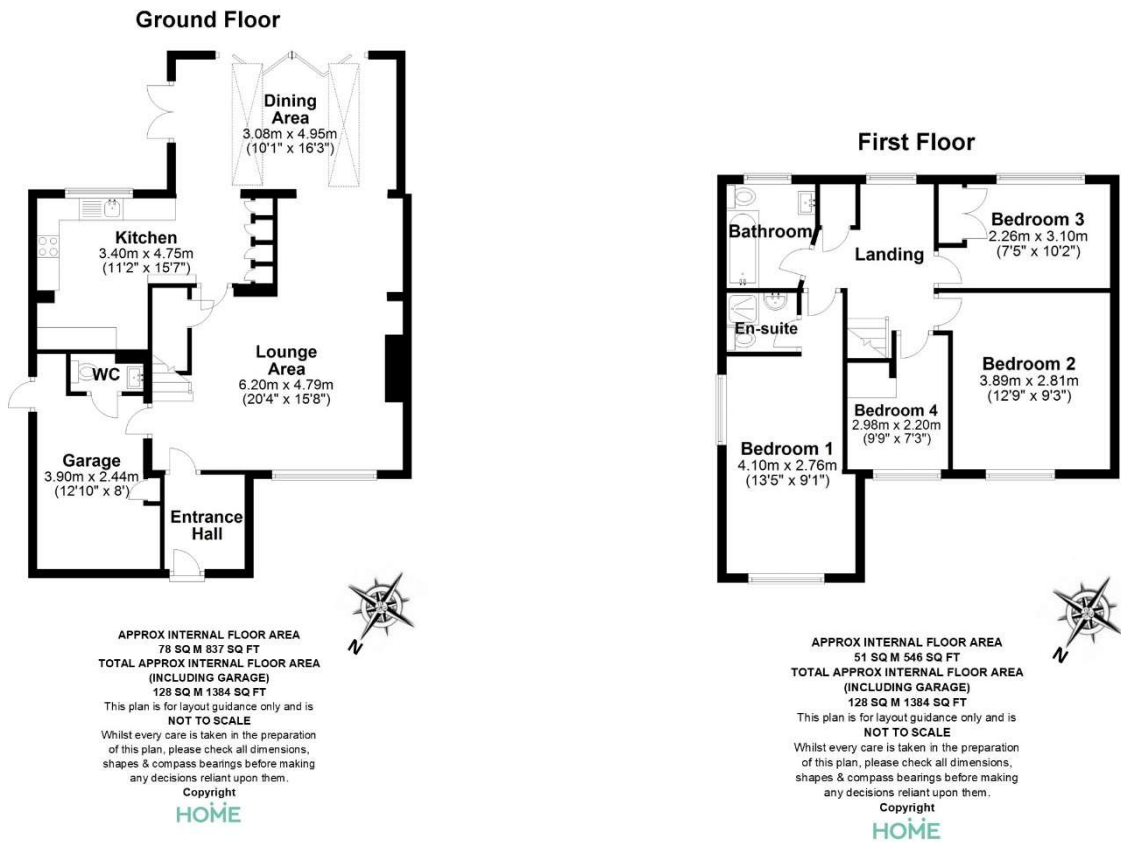 Ground Floor
Dining
Area
3.08m x 4.95m
(10'1" x 16'3")
Kitchen
3.40m x 4.75m
(11'2" x 15'7")
WC
Lounge
Area
6.20m x 4.79m
(20'4" x 15'8")
Garage
3.90m x 2.44m
(12'10" x 8')
Entrance
Hall
N
APPROX INTERNAL FLOOR AREA
78 SQ M 837 SQ FT
TOTAL APPROX INTERNAL FLOOR AREA
(INCLUDING GARAGE)
128 SQ M 1384 SQ FT
This plan is for layout guidance only and is
NOT TO SCALE
Whilst every care is taken in the preparation
of this plan, please check all dimensions,
shapes & compass bearings before making
any decisions reliant upon them.
Copyright
HOME
First Floor
Bathroom
Landing
Bedroom 3
2.26m x 3.10m
(7'5" x 10'2")
En-suite
Bedroom 2
3.89m x 2.81m
(12'9" x 9'3")
Bedroom 4
2.98m x 2.20m
(9'9" x 7'3")
Bedroom 1
4.10m x 2.76m
(13'5" x 9'1")
N
APPROX INTERNAL FLOOR AREA
51 SQ M 546 SQ FT
TOTAL APPROX INTERNAL FLOOR AREA
(INCLUDING GARAGE)
128 SQ M 1384 SQ FT
This plan is for layout guidance only and is
NOT TO SCALE
Whilst every care is taken in the preparation
of this plan, please check all dimensions,
shapes & compass bearings before making
any decisions reliant upon them.
Copyright
HOME